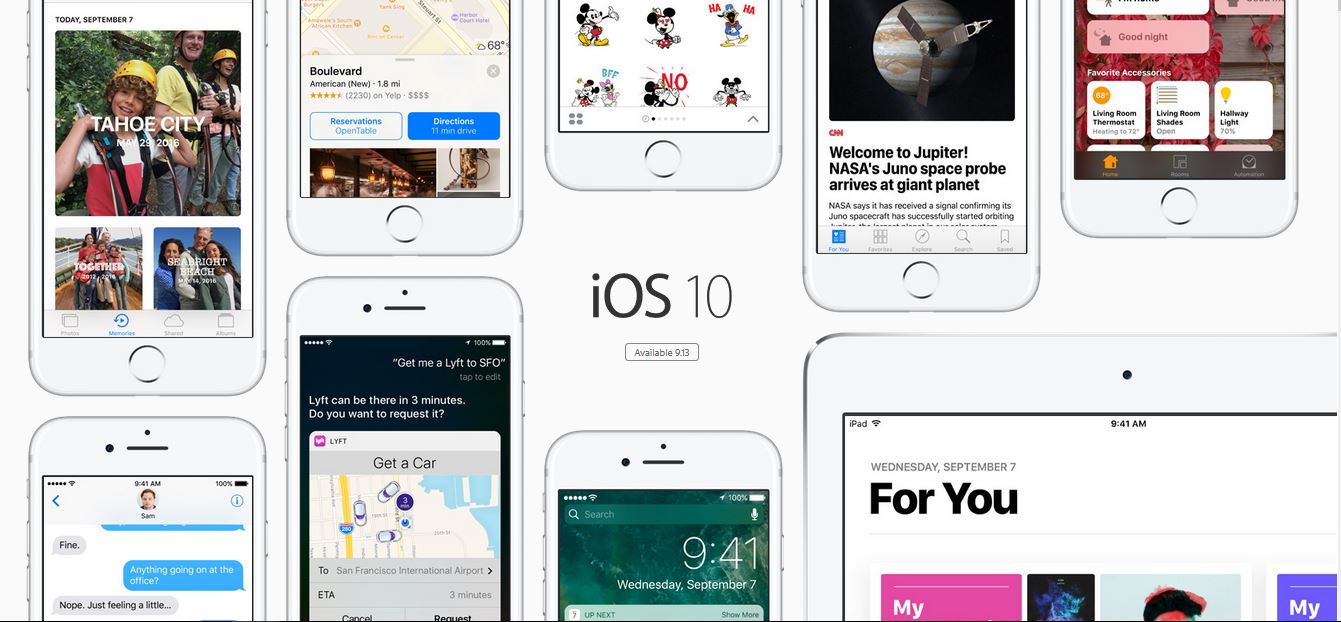 TODAY, SEPTEMBER 7
TAHOE CITY
MAY 29, 2016
TOGETHER
2012 - 2016
SEABRIGHT
BEACH
MAY 14, 2016
Photos
Memories
Shared
Albums
9:41 AM
100%
Sam
Fine.
Anything going on at the
office?
Nope. Just feeling a little...
68°
Boulevard
American (New) · 1.8 mi
(2230) on Yelp · $$$$
Reservations
OpenTable
Directions
11 min drive
100%
"Get me a Lyft to SFO"
tap to edit
Lyft can be there in 3 minutes.
Do you want to request it?
LYFT
Get a Car
3
min
280
To San Francisco International Airport
ETA 3 minutes
Cancel Request
HA HA
BFF
NO
iOS 10
Available 9.13
100%
Search
9:41
Wednesday, September 7
7 UP NEXT Show More
CNN
Welcome to Jupiter!
NASA's Juno space probe
arrives at giant planet
NASA says it has received a signal confirming its
Juno spacecraft has successfully started orbiting
For You
Favorites
Explore
Search
Saved
Good night
Favorite Accessories
68°
Living Room
Thermostat
Heating to 72°
Living Room
Shades
Open
Hallway
Light
70%
Home
Rooms
Automation
iPad
9:41 AM
WEDNESDAY, SEPTEMBER 7
For You
My
My